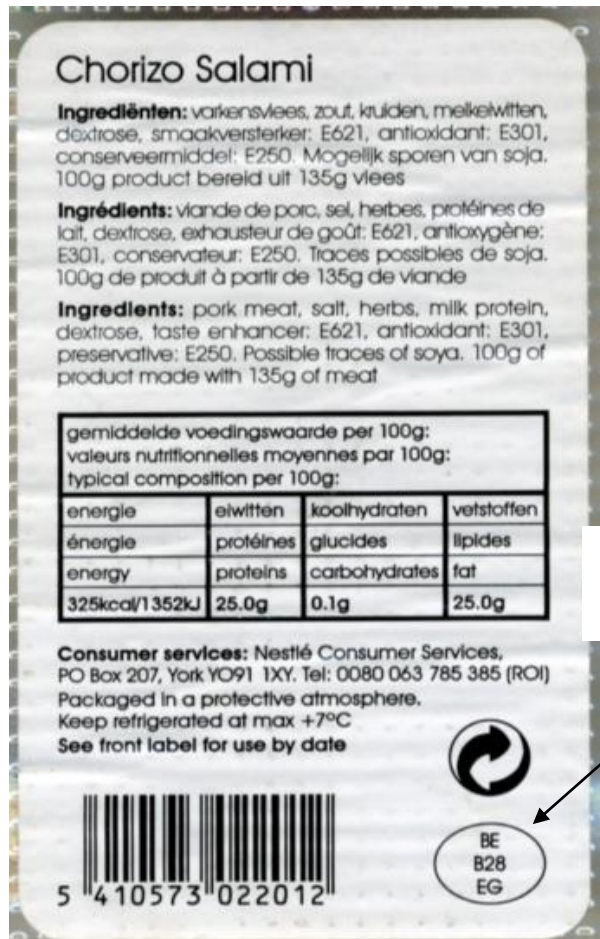 Chorizo Salami
Ingrediënten: varkensvlees, zout, kruiden, melkeiwitten,
dextrose, smaakversterker: E621, antioxidant: E301,
conserveermiddel: E250. Mogelijk sporen van soja.
100g product bereid uit 135g vlees
Ingrédients: viande de porc, sel, herbes, protéines de
lait, dextrose, exhausteur de goût: E621, antioxygène:
E301, conservateur: E250. Traces possibles de soja.
100g de produit à partir de 135g de viande
Ingredients: pork meat, salt, herbs, milk protein,
dextrose, taste enhancer: E621, antioxidant: E301,
preservative: E250. Possible traces of soya. 100g of
product made with 135g of meat
gemiddelde voedingswaarde per 100g:
valeurs nutritionnelles moyennes par 100g:
typical composition per 100g:
energie eiwitten koolhydraten vetstoffen
énergie protéines glucides lipides
energy proteins carbohydrates fat
325kcal/1352kJ 25.0g 0.1g 25.0g
Consumer services: Nestlé Consumer Services,
PO Box 207, York YO91 1XY. Tel: 0080 063 785 385 (ROI)
Packaged in a protective atmosphere.
Keep refrigerated at max +7°C
See front label for use by date
5 410573 022012
BE
B28
EG